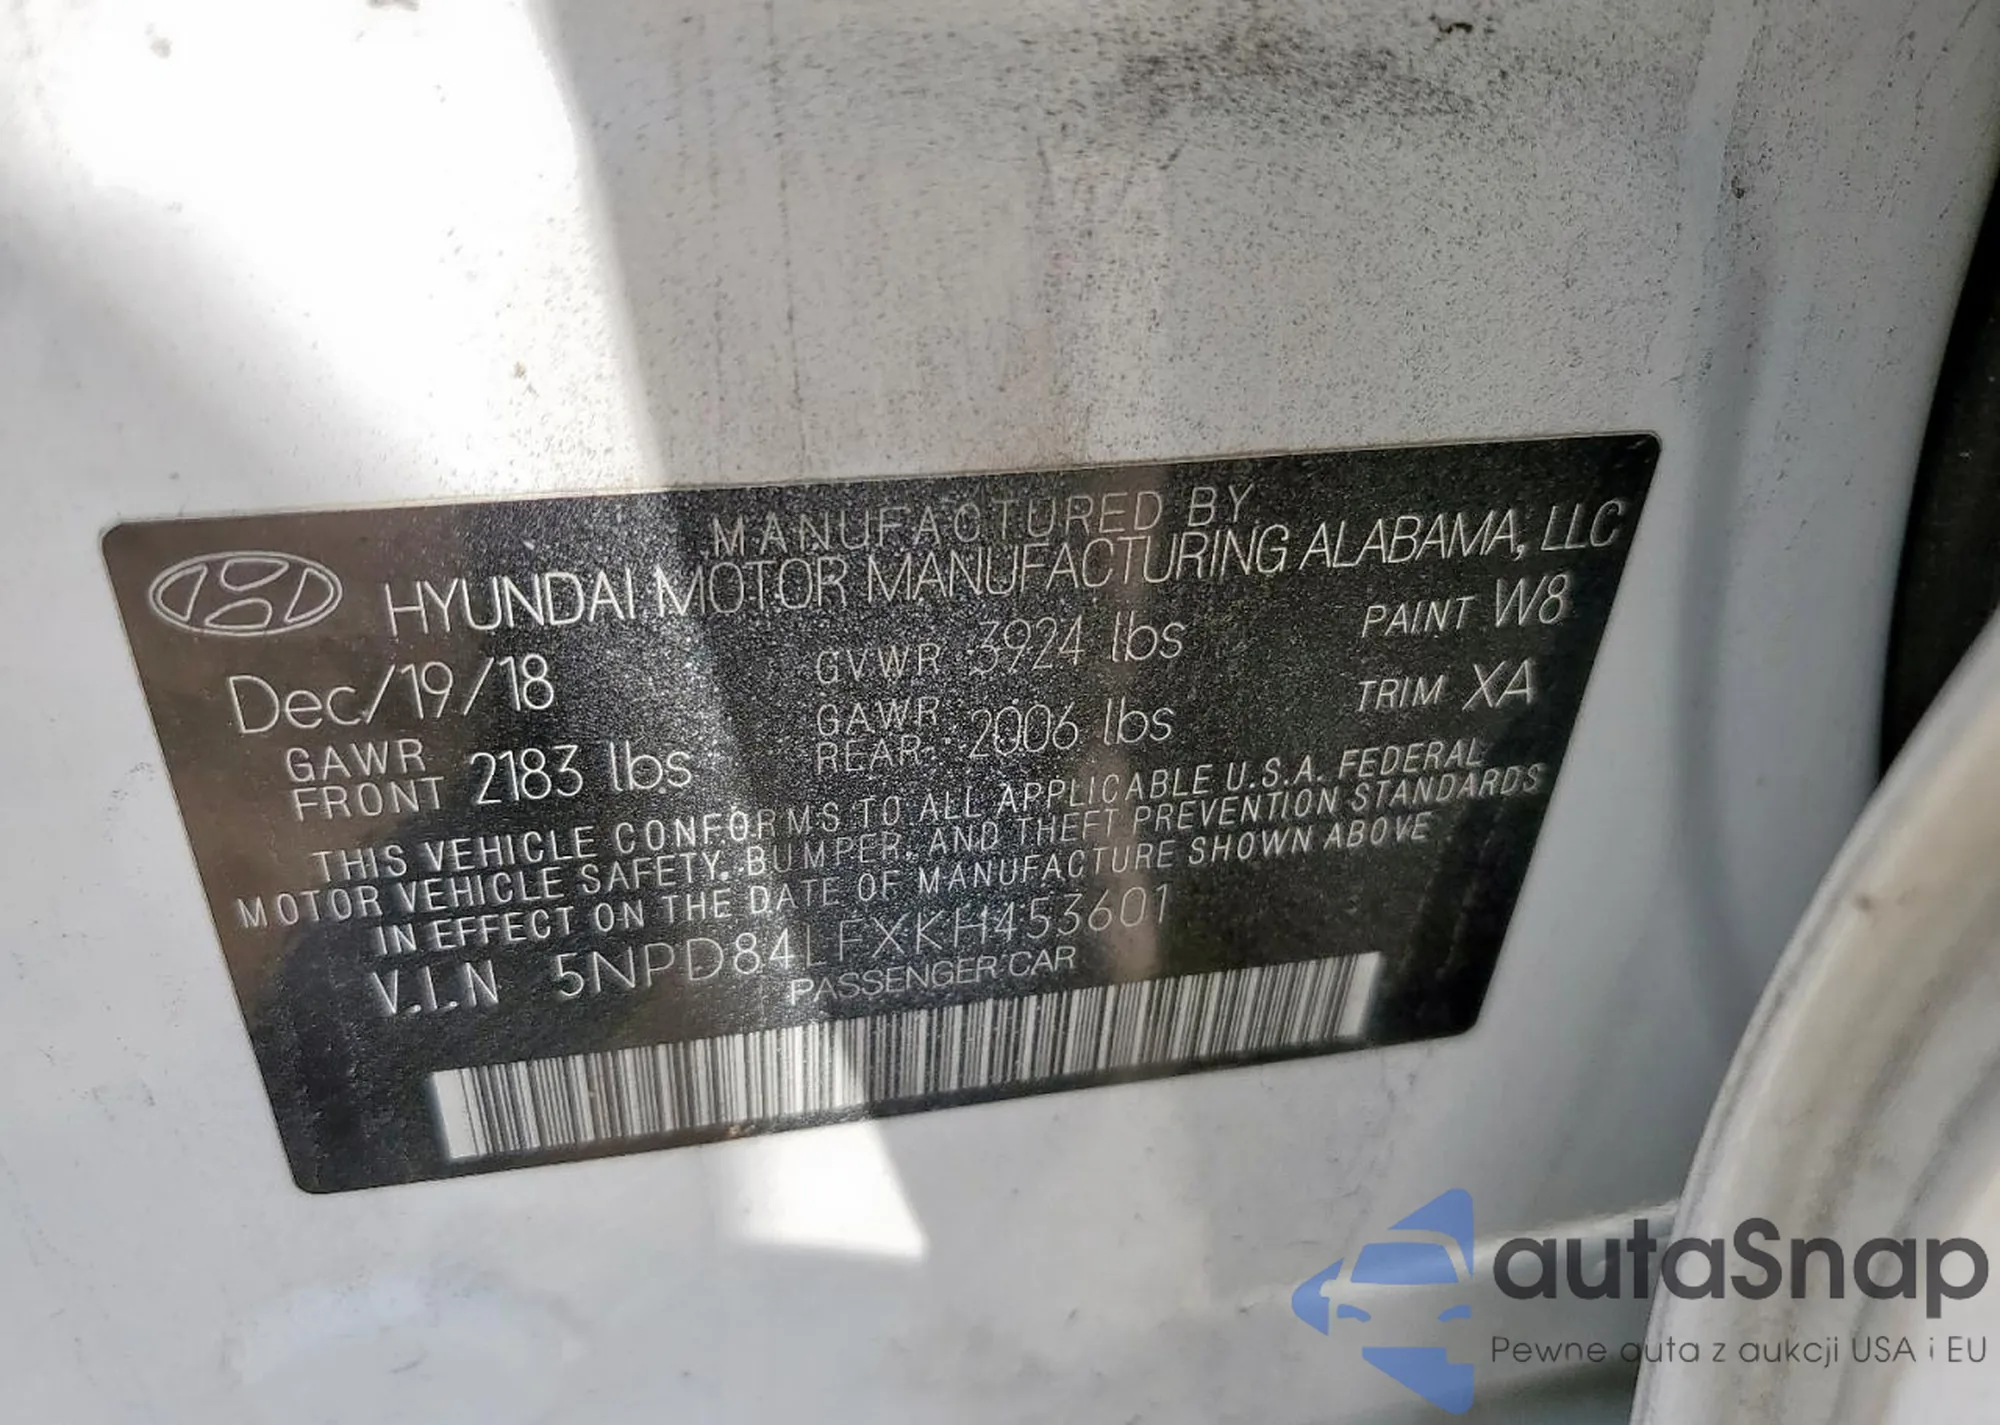 MANUFACTURED BY
HYUNDAI MOTOR MANUFACTURING ALABAMA, LLC
Dec/19/18 GVWR 3924 lbs PAINT W8
GAWR FRONT 2183 lbs GAWR REAR 2006 lbs TRIM XA
THIS VEHICLE CONFORMS TO ALL APPLICABLE U.S.A. FEDERAL
MOTOR VEHICLE SAFETY, BUMPER, AND THEFT PREVENTION STANDARDS
IN EFFECT ON THE DATE OF MANUFACTURE SHOWN ABOVE
V.I.N 5NPD84LFXKH453601
PASSENGER CAR
autaSnap
Pewne auta z aukcji USA i EU